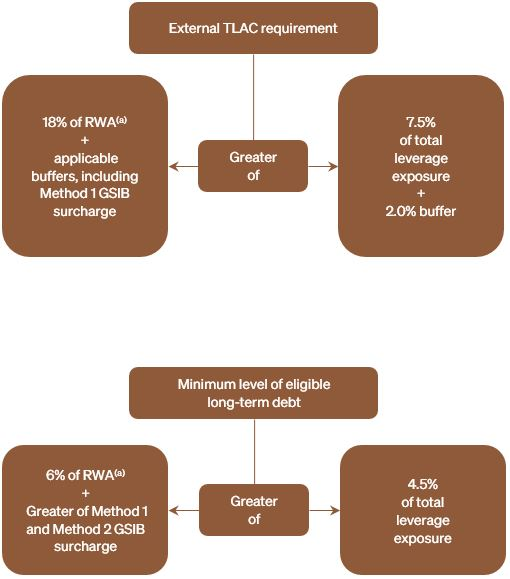 External TLAC requirement
18% of RWA(a)
+
applicable
buffers, including
Method 1 GSIB
surcharge
Greater
of
7.5%
of total
leverage
exposure
+
2.0% buffer
Minimum level of eligible
long-term debt
6% of RWA(a)
+
Greater of Method 1
and Method 2 GSIB
surcharge
Greater
of
4.5%
of total
leverage
exposure